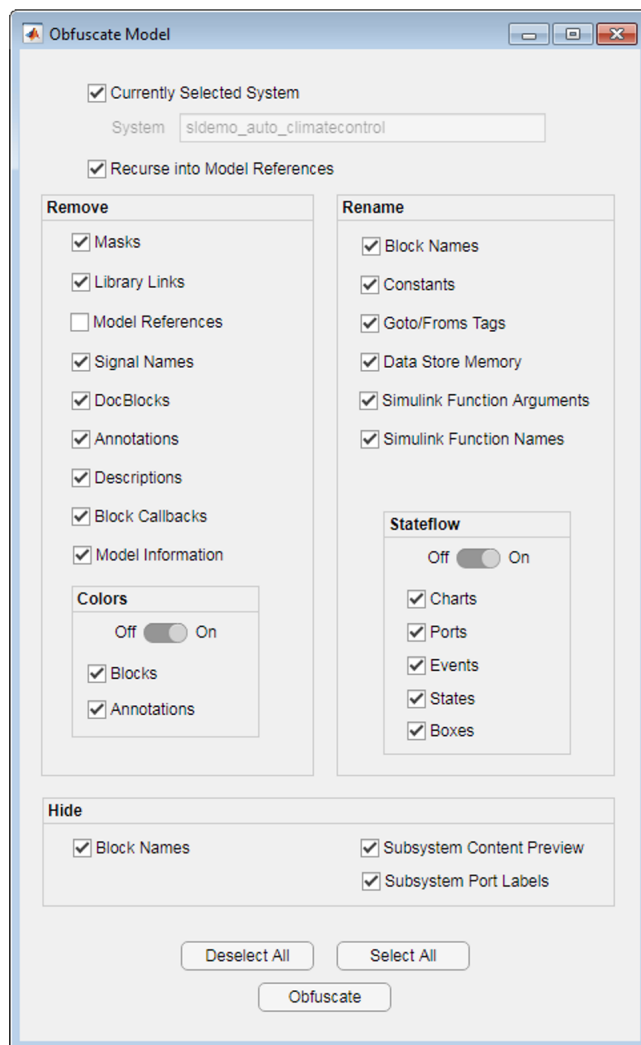 Obfuscate Model
Currently Selected System
System sldemo_auto_climatecontrol
Recurse into Model References
Remove
Masks
Library Links
Model References
Signal Names
DocBlocks
Annotations
Descriptions
Block Callbacks
Model Information
Colors
Off On
Blocks
Annotations
Rename
Block Names
Constants
Goto/Froms Tags
Data Store Memory
Simulink Function Arguments
Simulink Function Names
Stateflow
Off On
Charts
Ports
Events
States
Boxes
Hide
Block Names
Subsystem Content Preview
Subsystem Port Labels
Deselect All Select All
Obfuscate